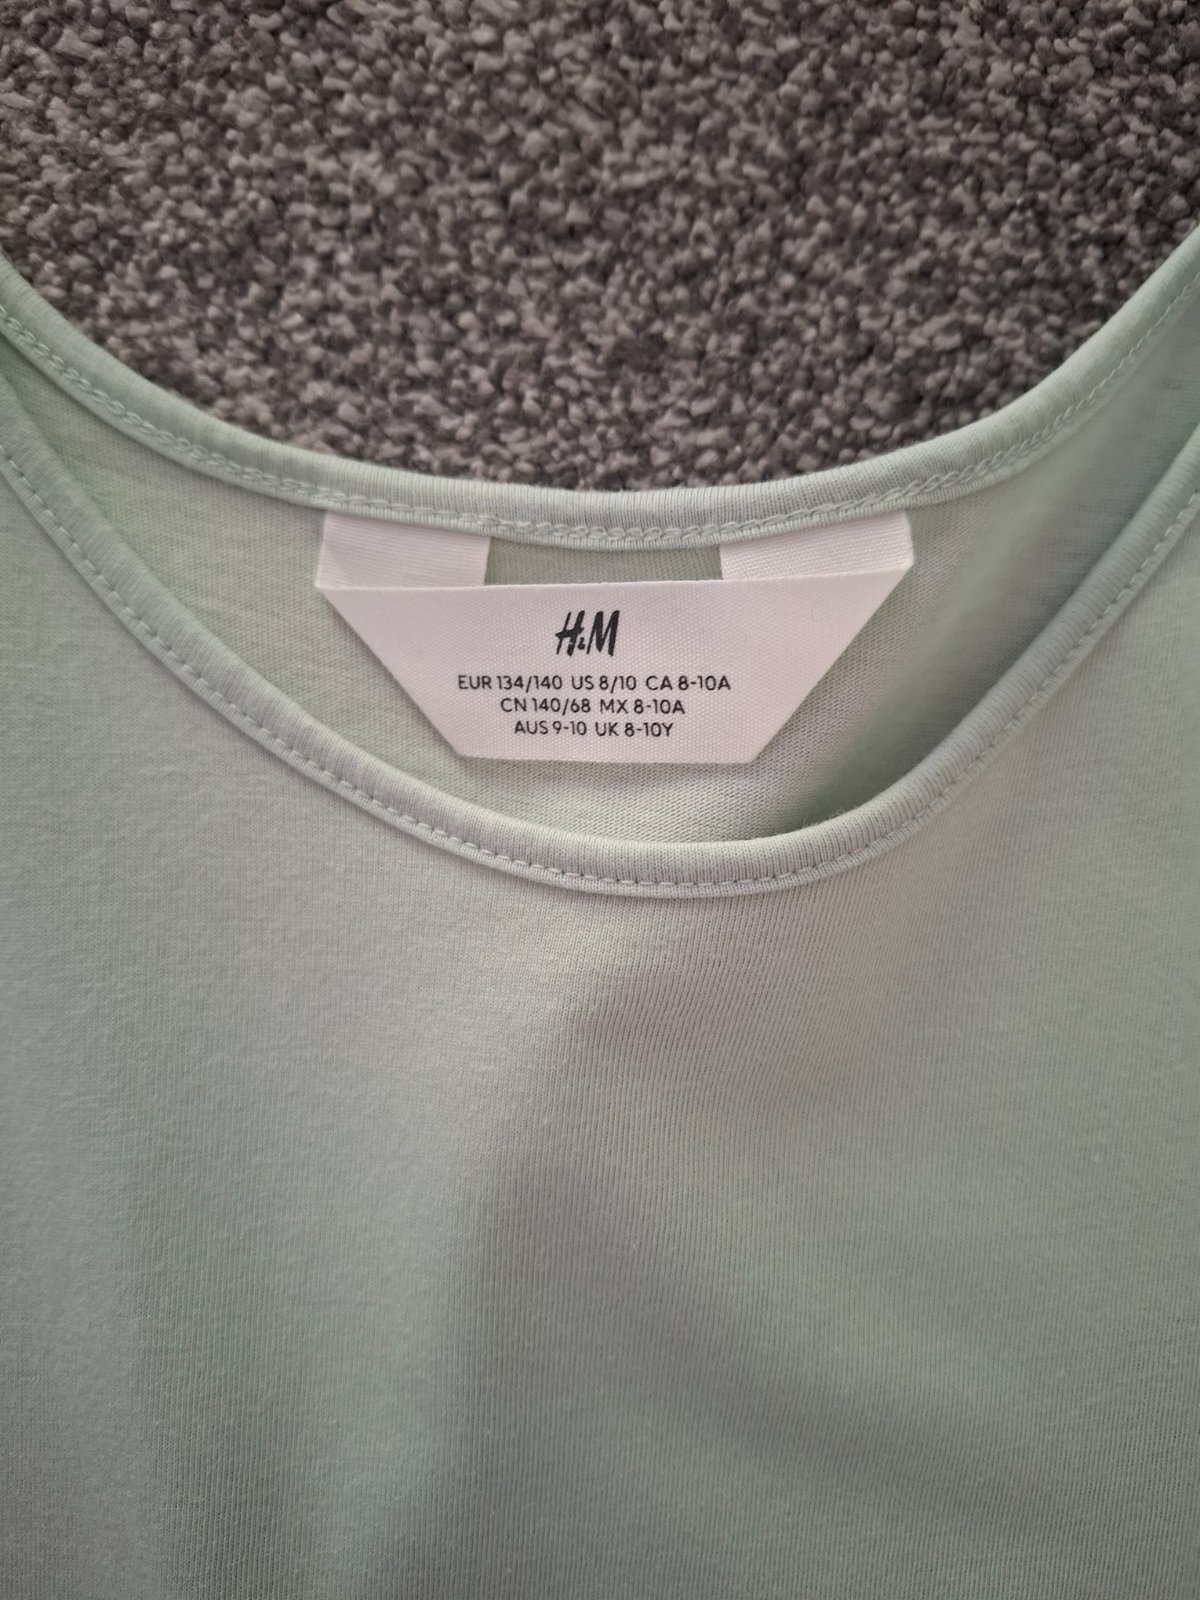 H&M
EUR 134/140 US 8/10 CA 8-10A
CN 140/68 MX 8-10A
AUS 9-10 UK 8-10Y